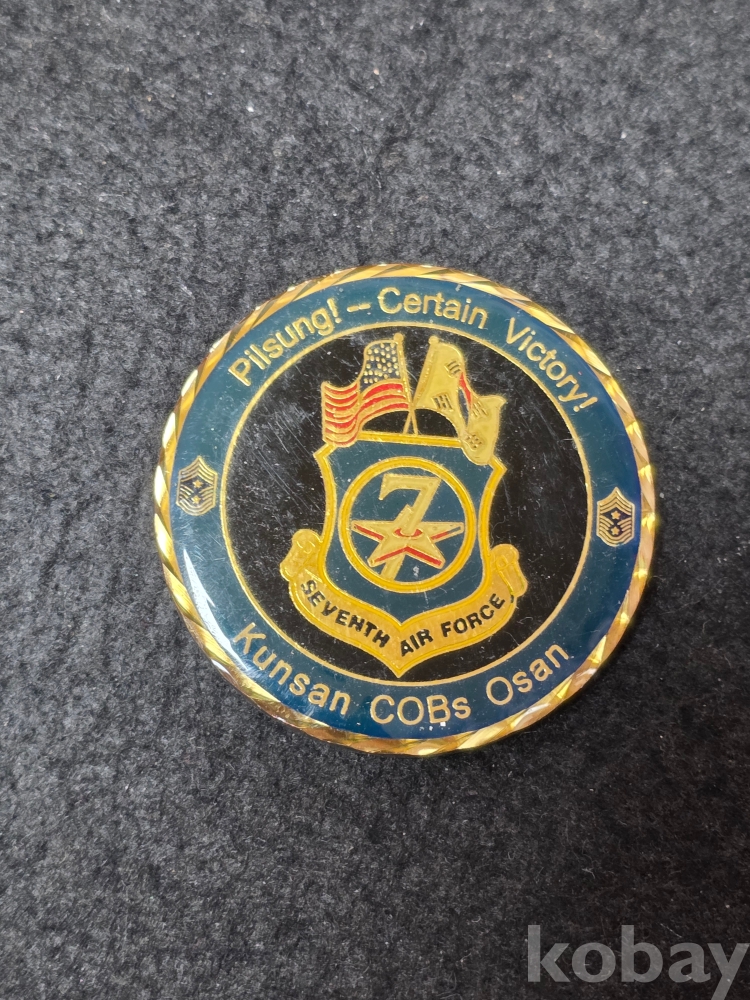 Pilsung! – Certain Victory!
7
SEVENTH AIR FORCE
Kunsan COBs Osan
kobay